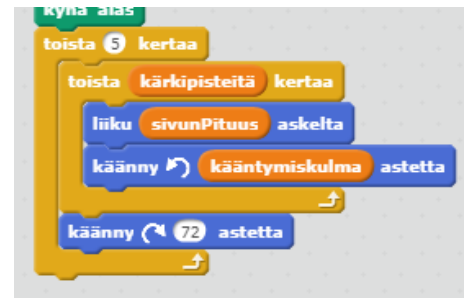 kynä alas
toista 5 kertaa
toista kärkipisteitä kertaa
liiku sivunPituus askelta
käänny kääntymiskulma astetta
käänny 72 astetta